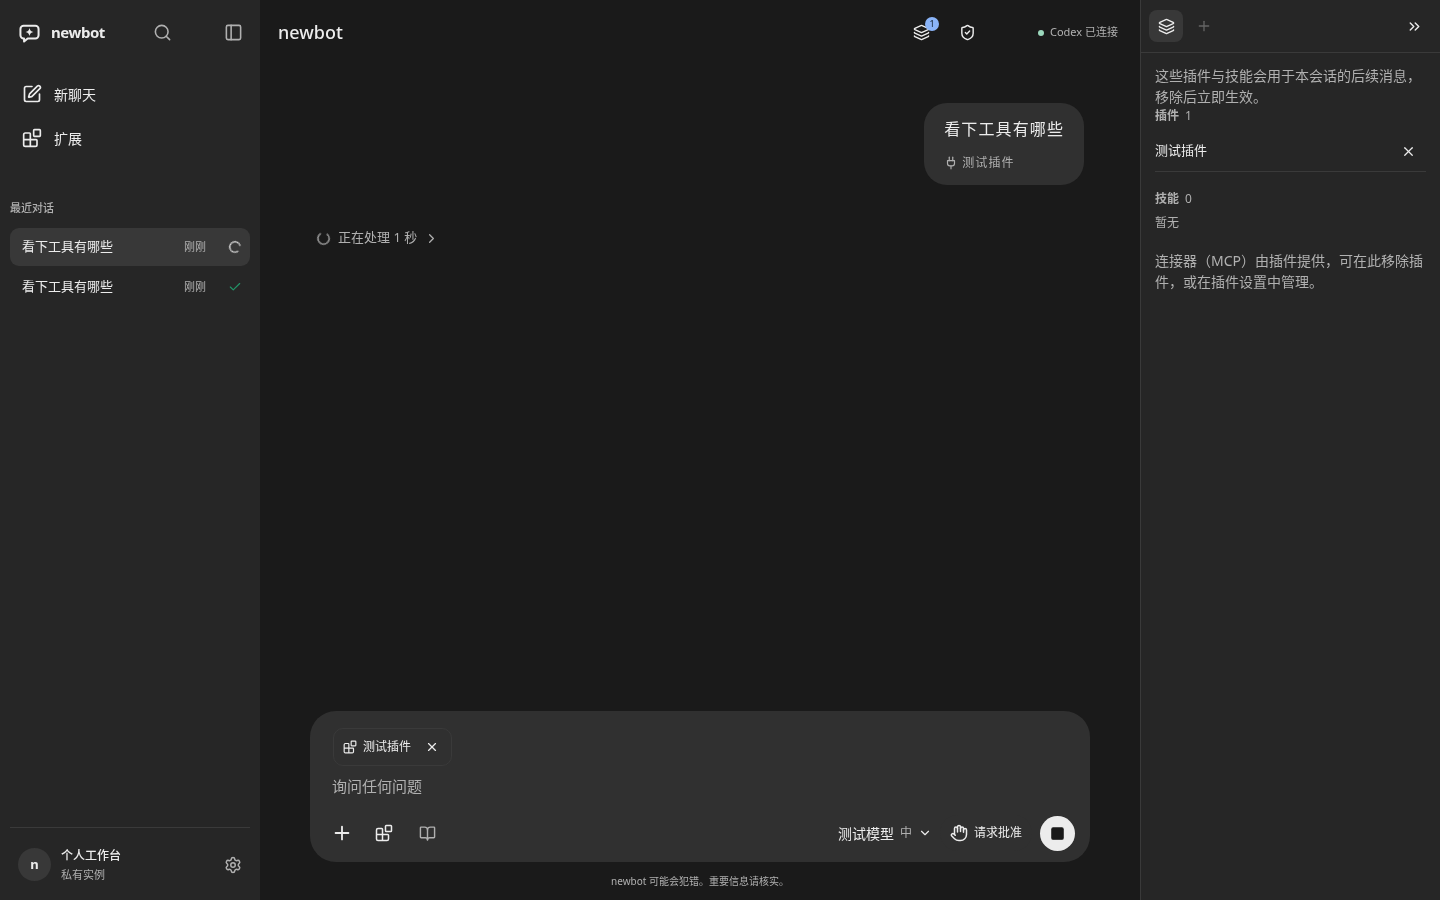 newbot
新聊天
扩展
最近对话
看下工具有哪些 刚刚
看下工具有哪些 刚刚
n
个人工作台
私有实例
newbot
1
Codex 已连接
看下工具有哪些
测试插件
正在处理 1 秒
测试插件
询问任何问题
测试模型 中
请求批准
newbot 可能会犯错。重要信息请核实。
这些插件与技能会用于本会话的后续消息，
移除后立即生效。
插件 1
测试插件
技能 0
暂无
连接器（MCP）由插件提供，可在此移除插
件，或在插件设置中管理。